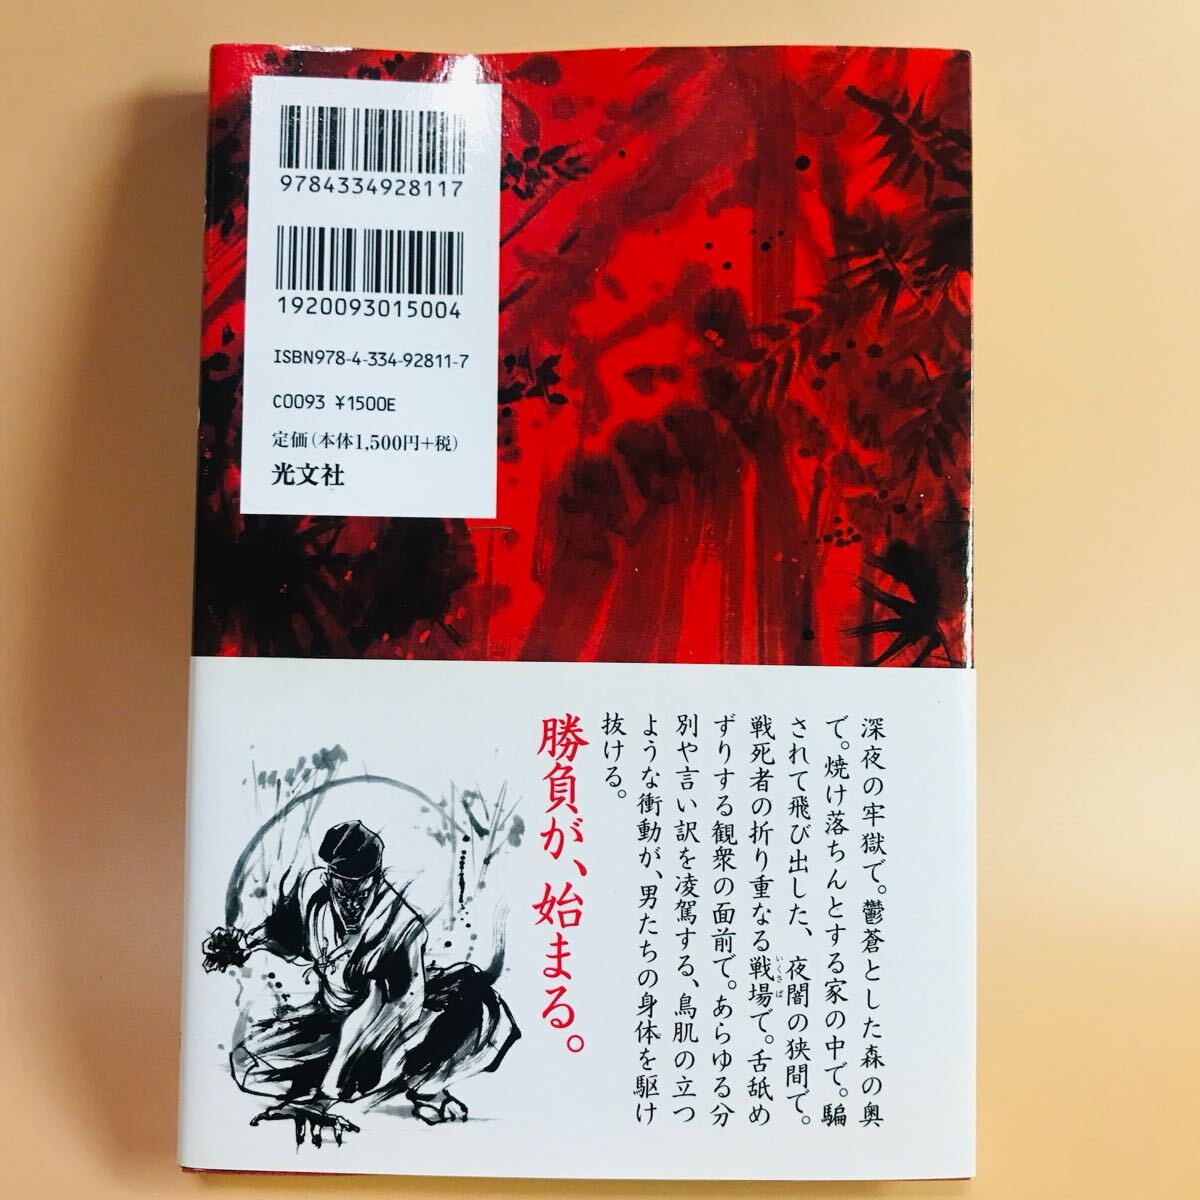 9784334928117
1920093015004
ISBN978-4-334-92811-7
C0093 ¥1500E
定価（本体1,500円+税）
光文社
深夜の牢獄で。鬱蒼とした森の奥
で。焼け落ちんとする家の中で。騙
されて飛び出した、夜闇の狭間で。
戦死者の折り重なる戦場で。舌舐め
いくさば
ずりする観衆の面前で。あらゆる分
別や言い訳を凌駕する、鳥肌の立つ
ような衝動が、男たちの身体を駆け
抜ける。
勝負が、始まる。